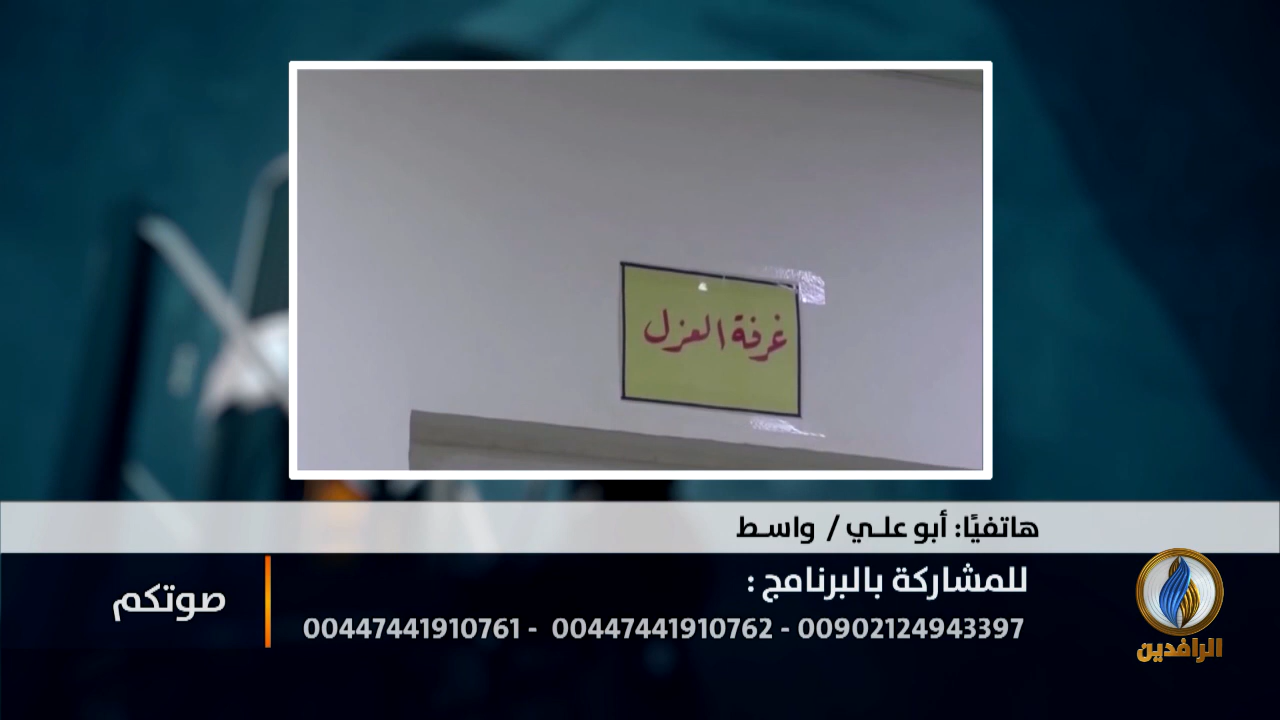 غرفة العزل
هاتفيًا: أبو علي / واسط
للمشاركة بالبرنامج :
00447441910761 - 00447441910762 - 00902124943397
صوتكم
الرافدين